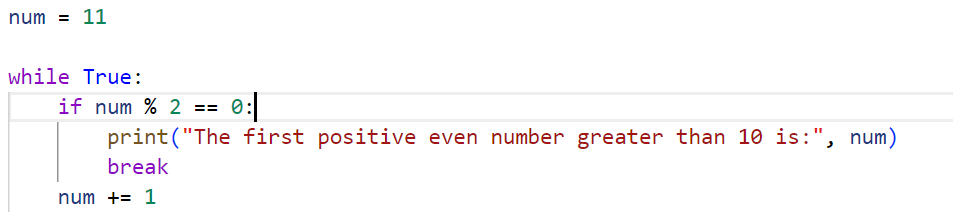 num = 11
while True:
    if num % 2 == 0:
        print("The first positive even number greater than 10 is:", num)
        break
    num += 1